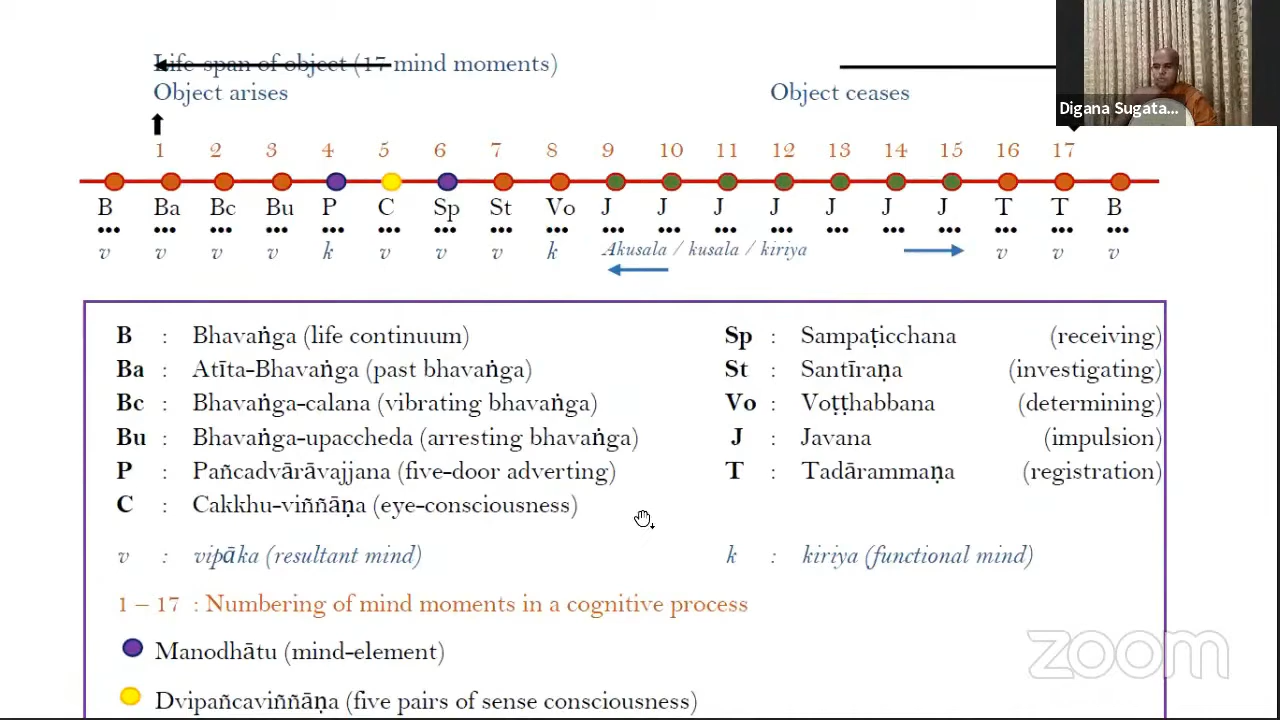 Life-span of object (17 mind moments)
Object arises Object ceases
Digana Sugata...
1 2 3 4 5 6 7 8 9 10 11 12 13 14 15 16 17
B Ba Bc Bu P C Sp St Vo J J J J J J J T T B
v v v v k v v v k Akusala / kusala / kiriya v v v
B : Bhavaṅga (life continuum) Sp : Sampaṭicchana (receiving)
Ba : Atīta-Bhavaṅga (past bhavaṅga) St : Santīraṇa (investigating)
Bc : Bhavaṅga-calana (vibrating bhavaṅga) Vo : Voṭṭhabbana (determining)
Bu : Bhavaṅga-upaccheda (arresting bhavaṅga) J : Javana (impulsion)
P : Pañcadvārāvajjana (five-door adverting) T : Tadārammaṇa (registration)
C : Cakkhu-viññāṇa (eye-consciousness)
v : vipāka (resultant mind) k : kiriya (functional mind)
1 – 17 : Numbering of mind moments in a cognitive process
Manodhātu (mind-element)
zoom
Dvipañcaviññāṇa (five pairs of sense consciousness)